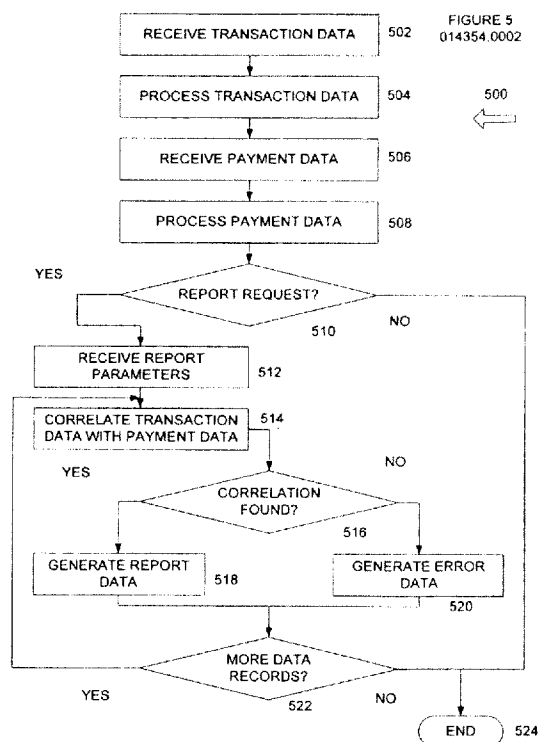 FIGURE 5
014354.0002
RECEIVE TRANSACTION DATA
502
PROCESS TRANSACTION DATA
504
500
RECEIVE PAYMENT DATA
506
PROCESS PAYMENT DATA
508
YES
REPORT REQUEST?
NO
510
RECEIVE REPORT
PARAMETERS
512
CORRELATE TRANSACTION
DATA WITH PAYMENT DATA
514
YES
NO
CORRELATION
FOUND?
516
GENERATE REPORT
DATA
518
GENERATE ERROR
DATA
520
MORE DATA
RECORDS?
YES
NO
522
END
524